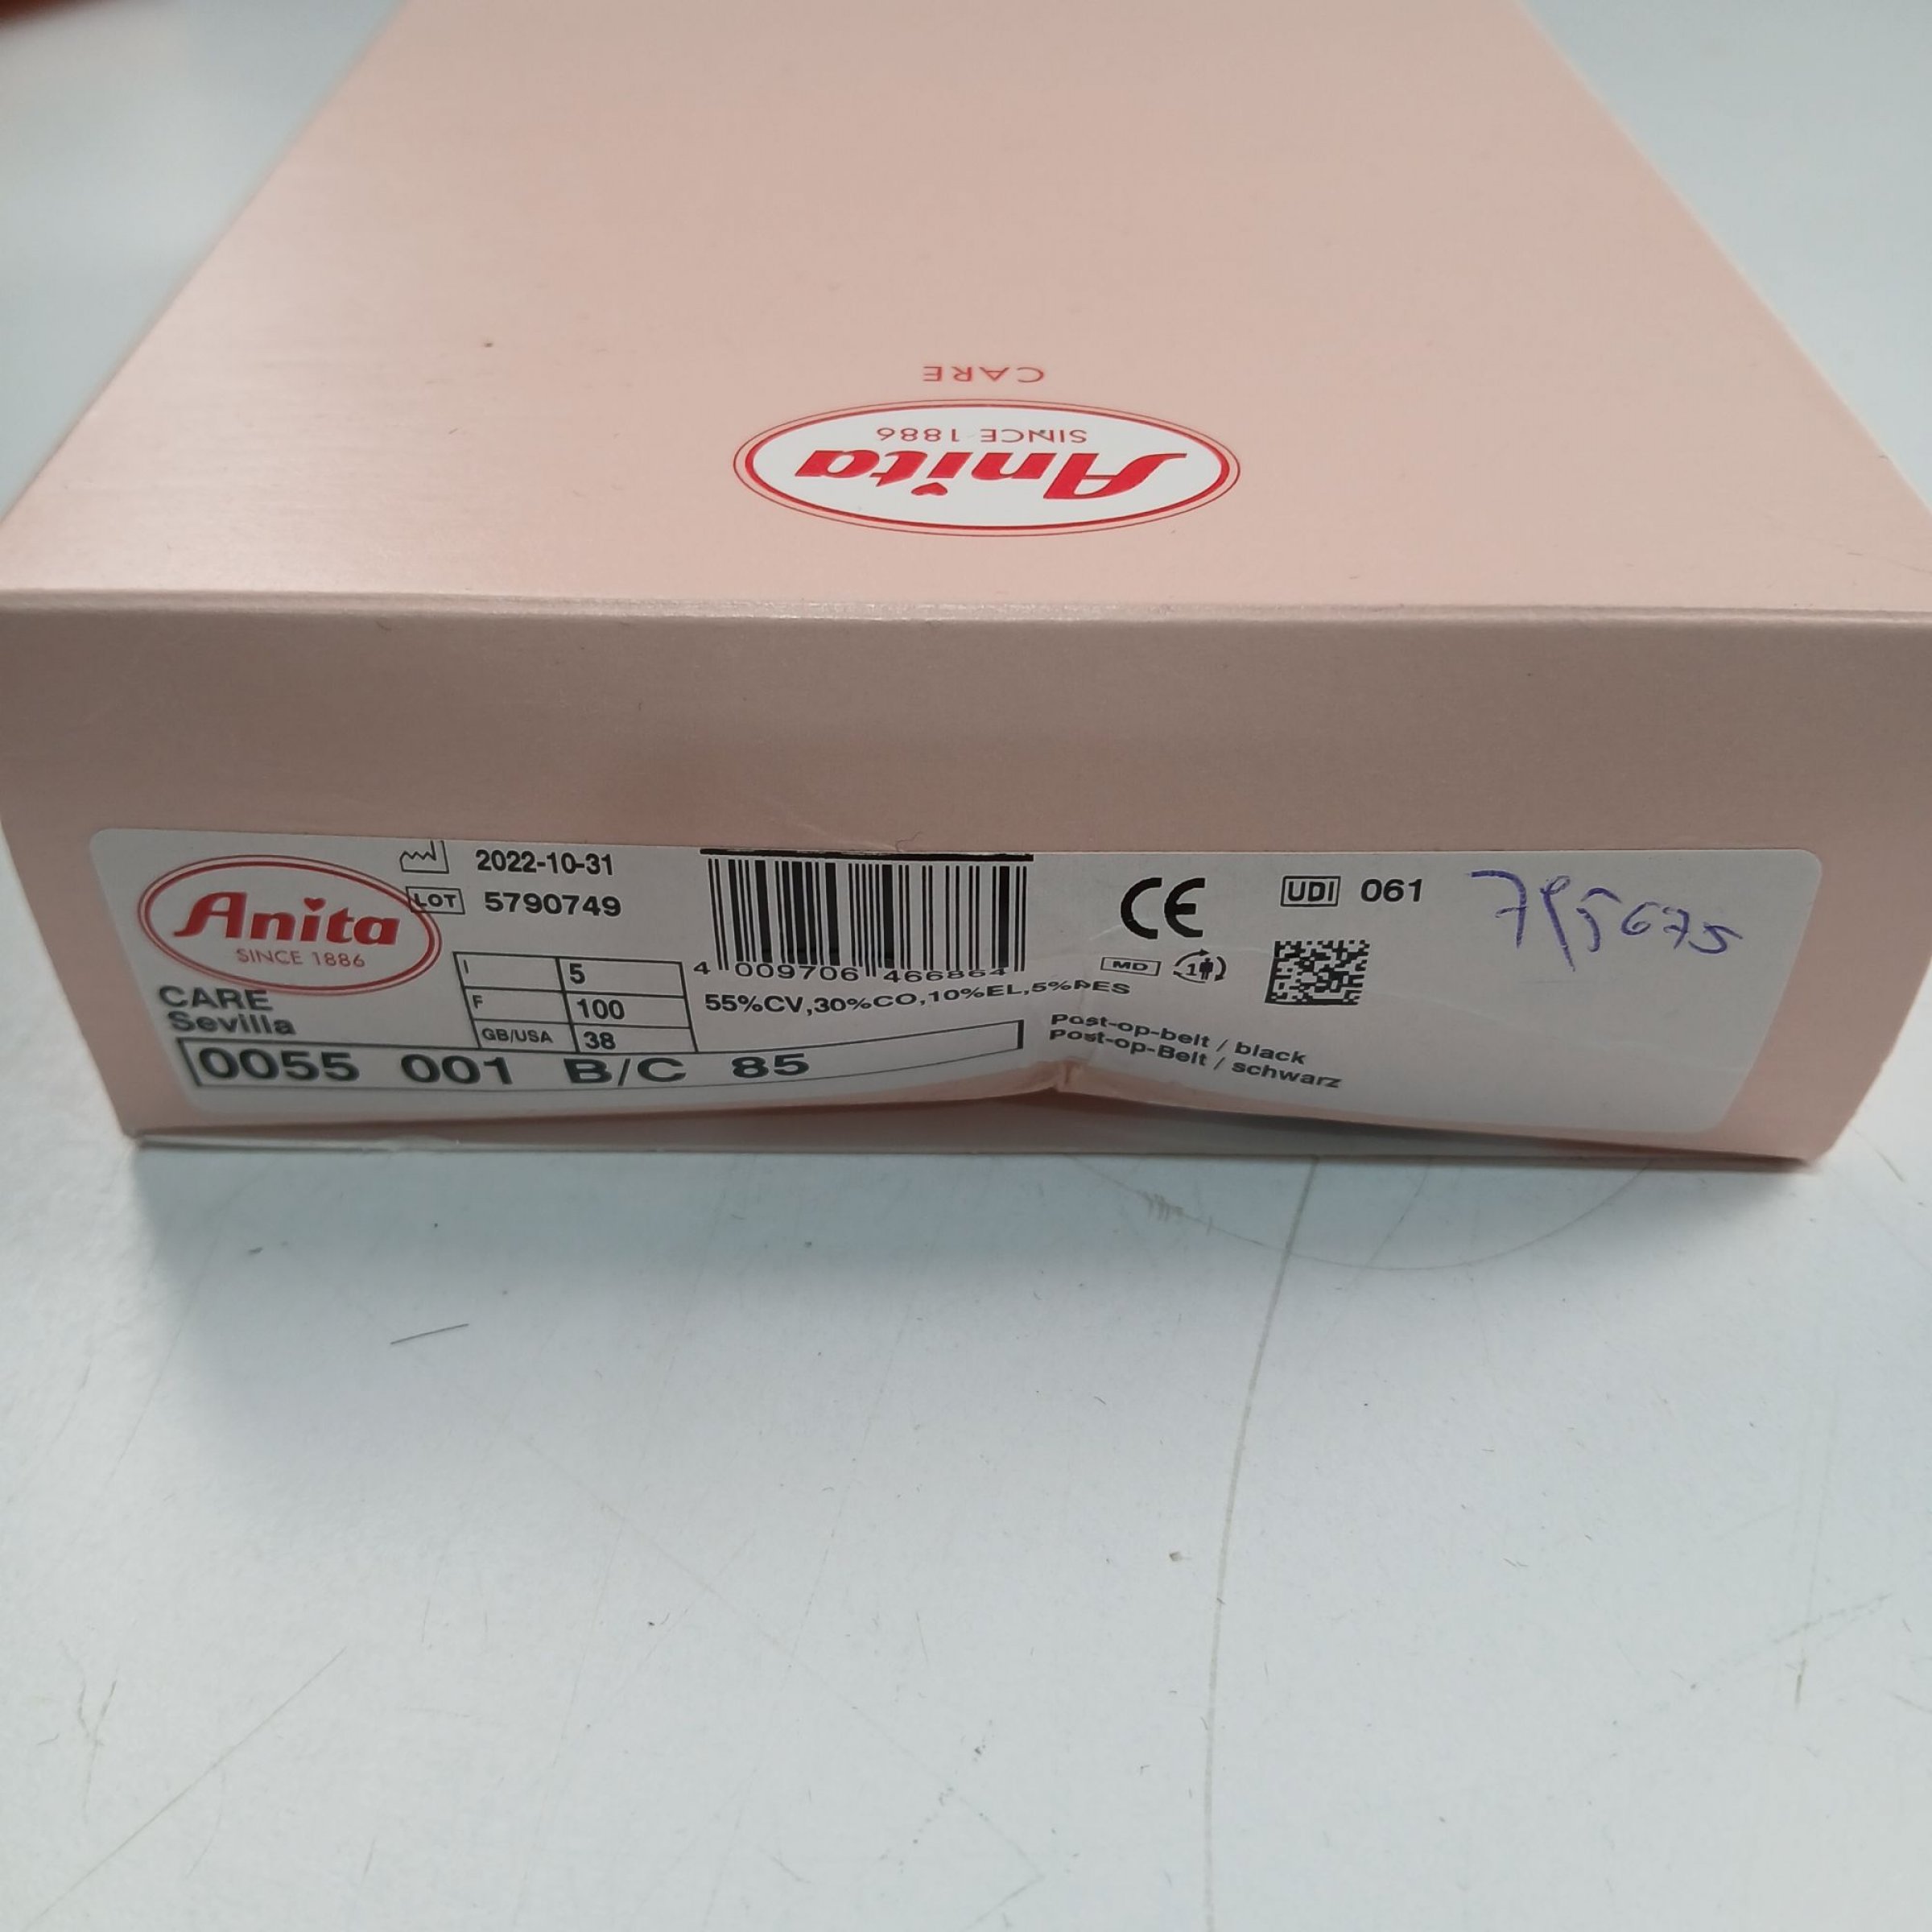 CARE
Anita
SINCE 1886
Anita
SINCE 1886
CARE
Sevilla
2022-10-31
LOT 5790749
I 5
F 100
GB/USA 38
0055 001 B/C 85
4 009706 466864
55%CV,30%CO,10%EL,5%PES
CE
MD 1
UDI 061
Post-op-belt / black
Post-op-Belt / schwarz